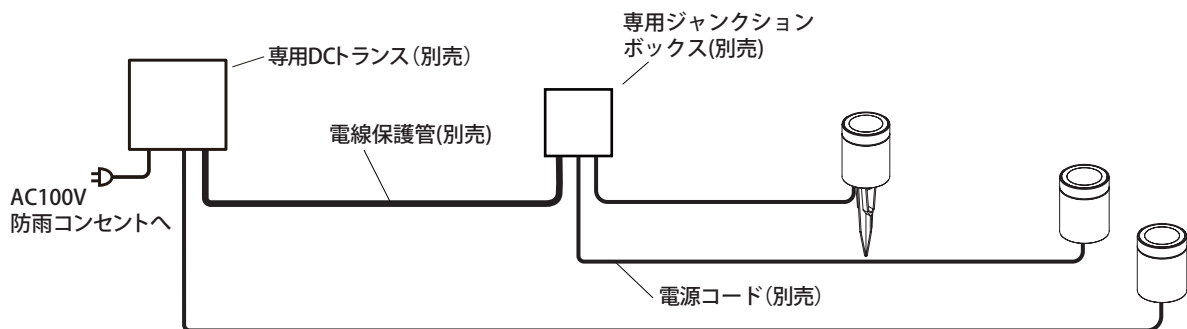 専用DCトランス（別売）
専用ジャンクション
ボックス(別売)
電線保護管(別売)
AC100V
防雨コンセントへ
電源コード（別売）